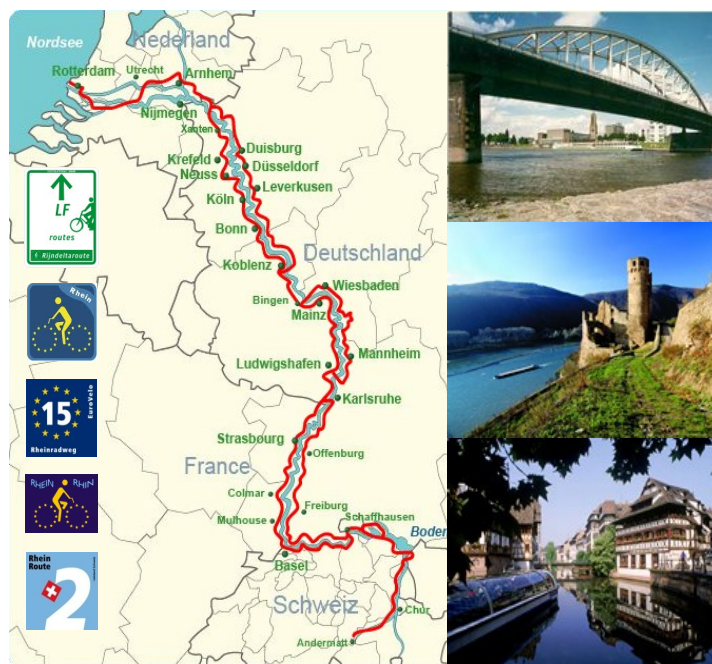 Nordsee
Nederland
Rotterdam
Utrecht
Arnhem
Nijmegen
Xanten
Duisburg
Krefeld
Düsseldorf
Neuss
Leverkusen
Köln
Bonn
Deutschland
Koblenz
Wiesbaden
Bingen
Mainz
Mannheim
Ludwigshafen
Karlsruhe
Strasbourg
Offenburg
France
Colmar
Freiburg
Mulhouse
Schaffhausen
Boden
Basel
Schweiz
Chur
Andermatt
LF
routes
Rijndeltaroute
Rhein
15
EuroVelo
Rheinradweg
RHEIN RHIN
Rhein
Route
2